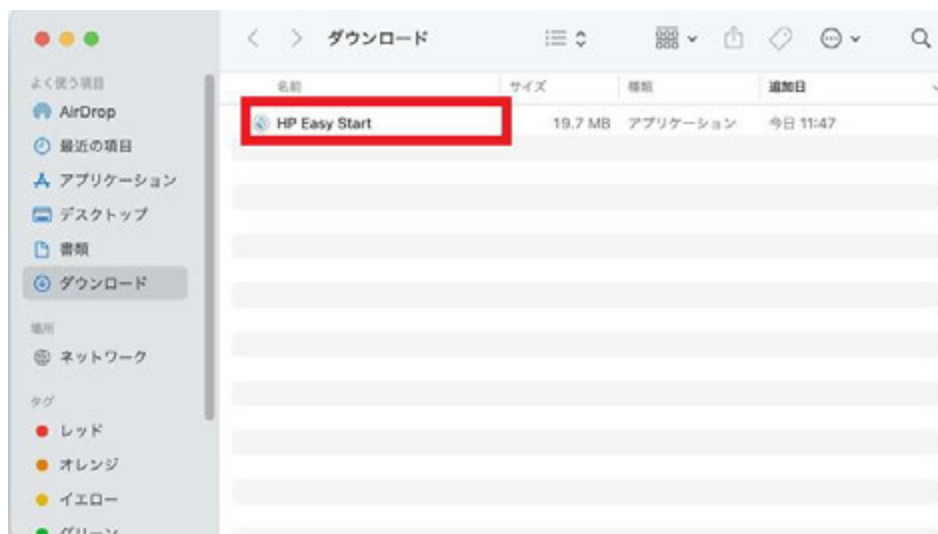 ダウンロード
よく使う項目
AirDrop
最近の項目
アプリケーション
デスクトップ
書類
ダウンロード
場所
ネットワーク
タグ
レッド
オレンジ
イエロー
グリーン
名前 サイズ 種類 追加日
HP Easy Start 19.7 MB アプリケーション 今日 11:47